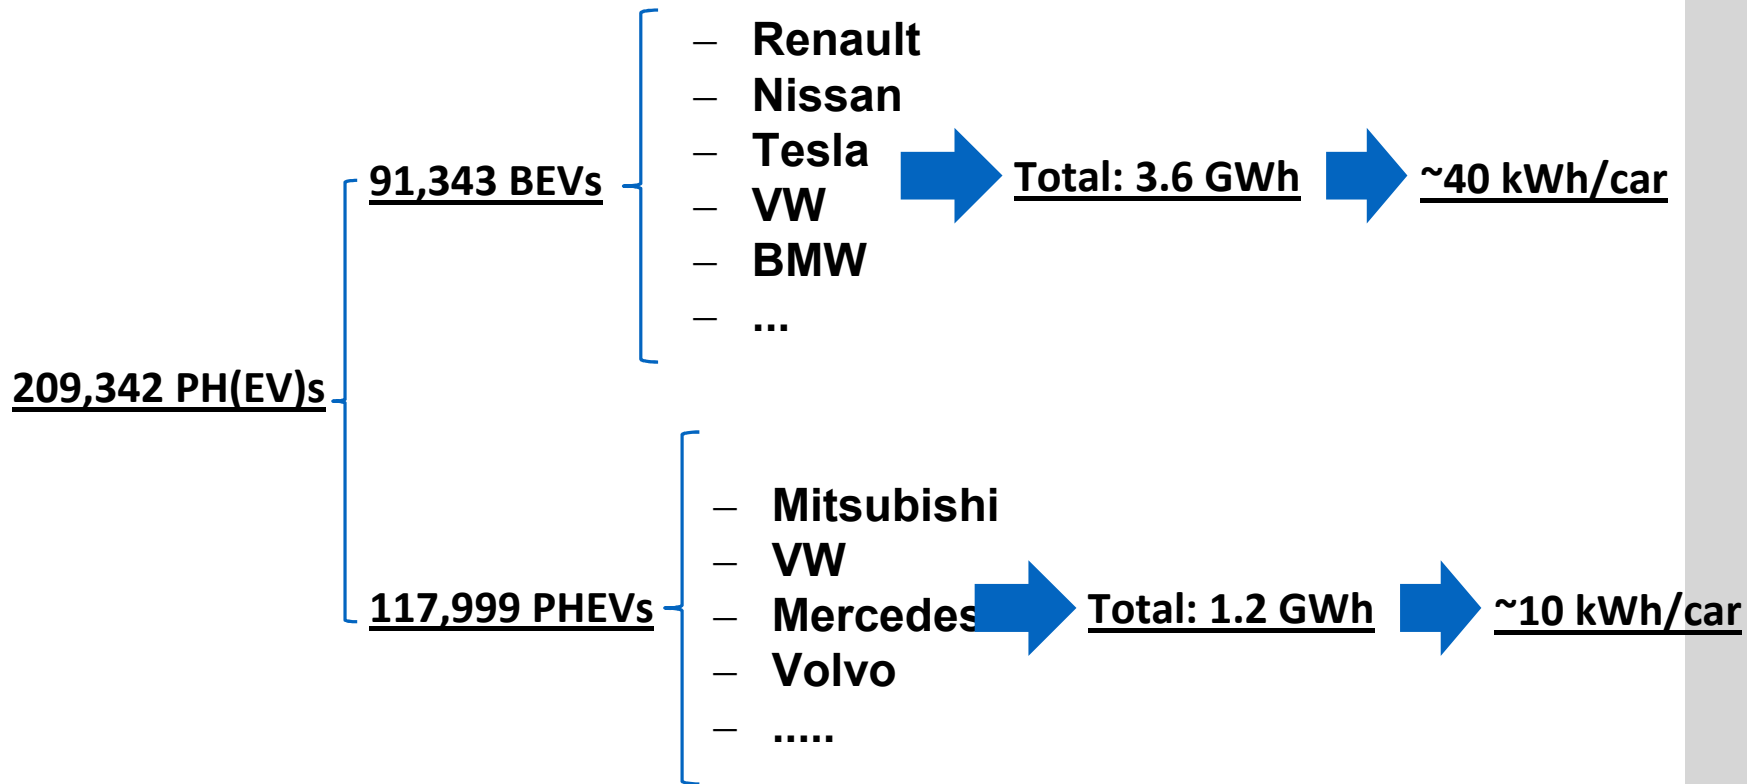 209,342 PH(EV)s
91,343 BEVs
– Renault
– Nissan
– Tesla
– VW
– BMW
– ...
Total: 3.6 GWh
~40 kWh/car
117,999 PHEVs
– Mitsubishi
– VW
– Mercedes
– Volvo
– .....
Total: 1.2 GWh
~10 kWh/car